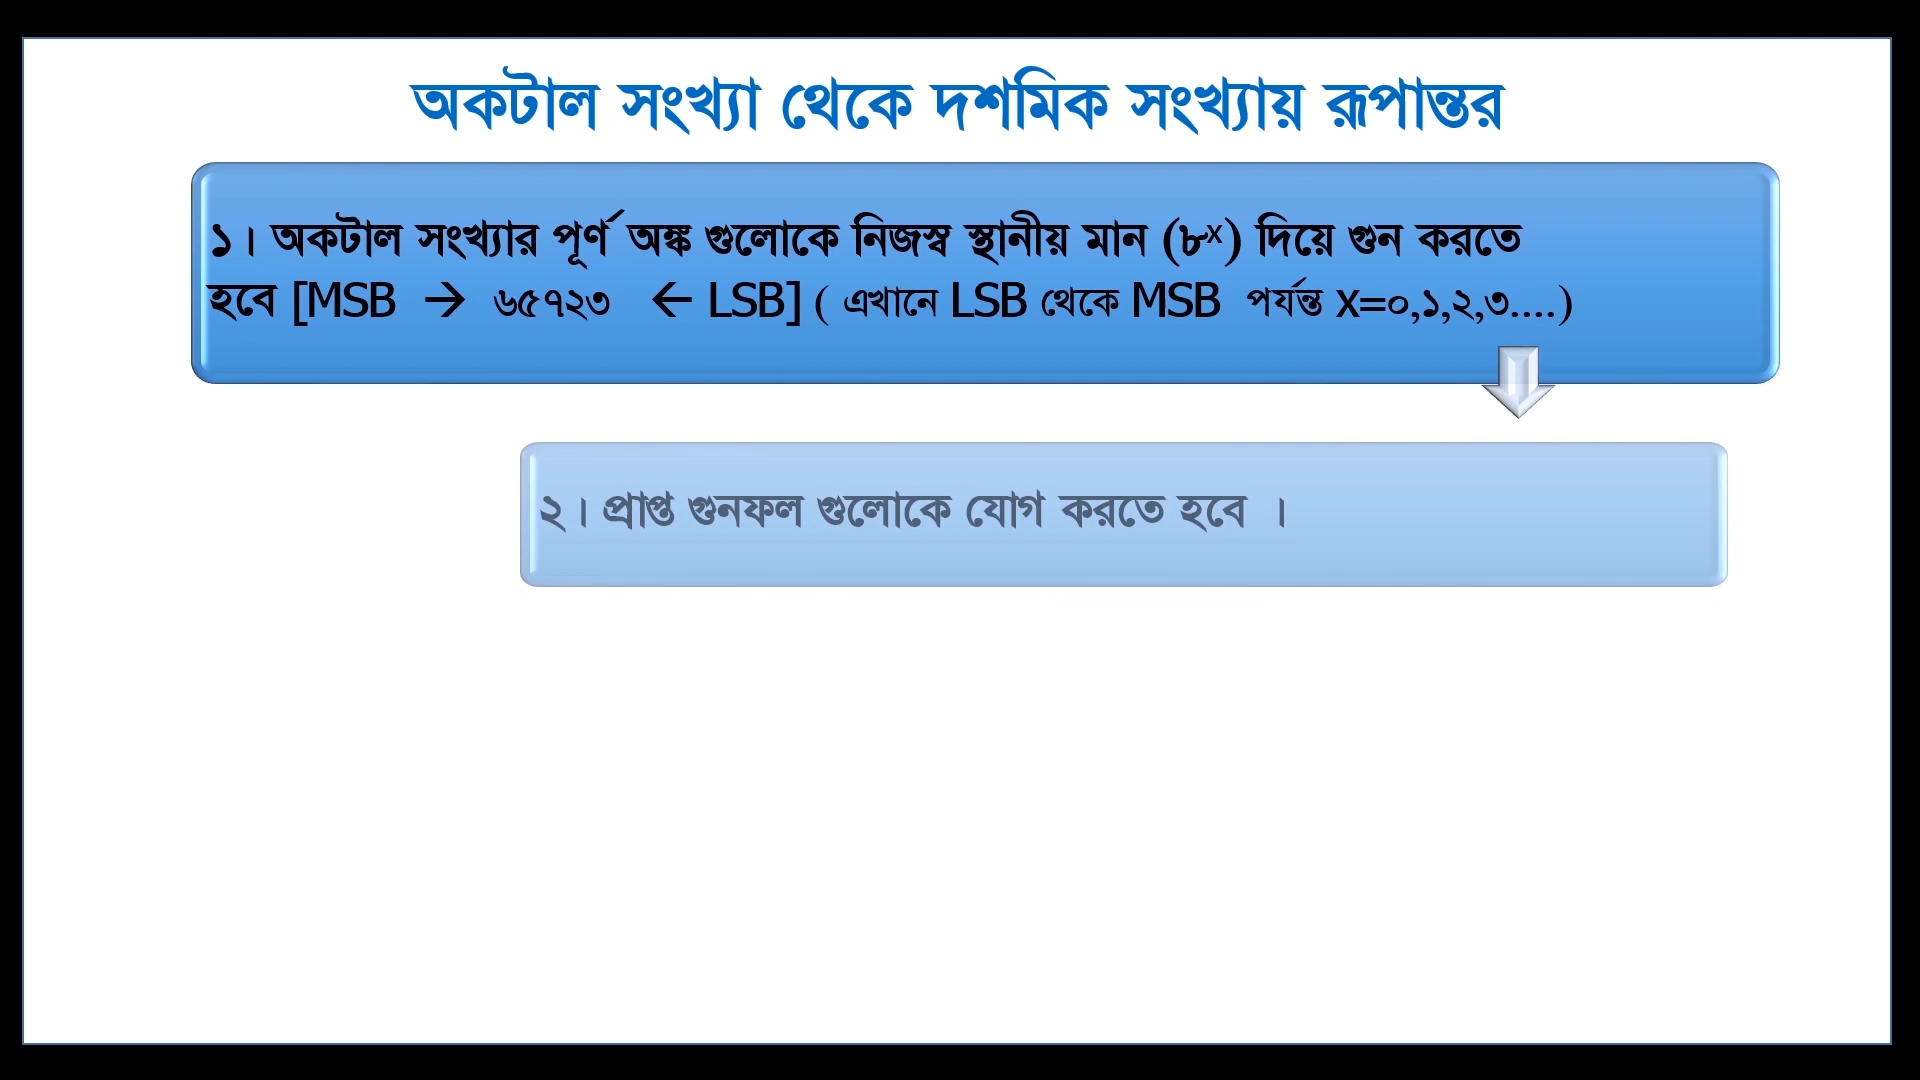 অকটাল সংখ্যা থেকে দশমিক সংখ্যায় রূপান্তর
১। অকটাল সংখ্যার পূর্ণ অঙ্ক গুলোকে নিজস্ব স্থানীয় মান (৮ˣ) দিয়ে গুন করতে
হবে [MSB → ৬৫৭২৩ ← LSB] ( এখানে LSB থেকে MSB পর্যন্ত X=০,১,২,৩....)
২। প্রাপ্ত গুনফল গুলোকে যোগ করতে হবে ।